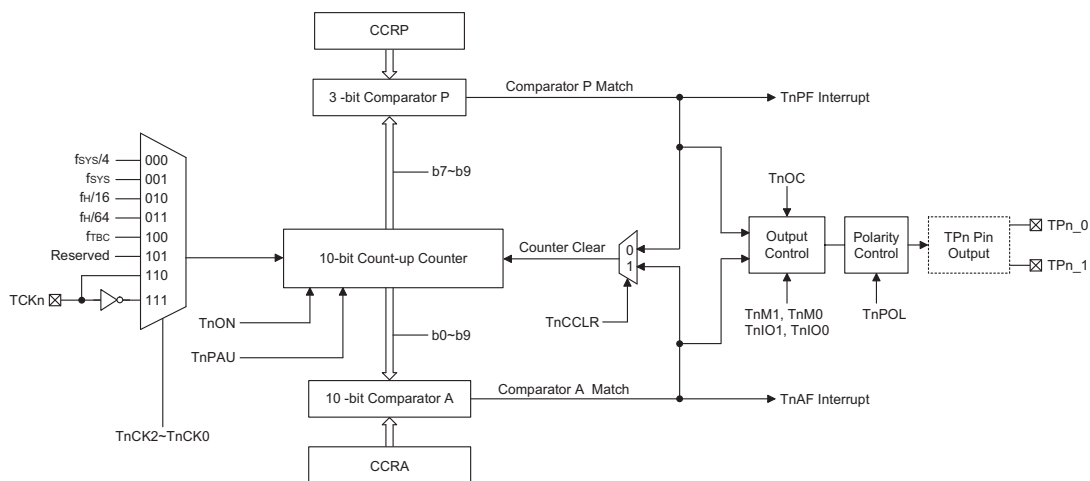 CCRP
3 -bit Comparator P
Comparator P Match
TnPF Interrupt
b7~b9
fSYS/4
000
fSYS
001
fH/16
010
fH/64
011
fTBC
100
Reserved
101
110
TCKn
111
10-bit Count-up Counter
Counter Clear
0
1
TnOC
Output
Control
Polarity
Control
TPn Pin
Output
TPn_0
TPn_1
TnON
TnPAU
b0~b9
TnCCLR
TnM1, TnM0
TnIO1, TnIO0
TnPOL
10 -bit Comparator A
Comparator A  Match
TnAF Interrupt
TnCK2~TnCK0
CCRA